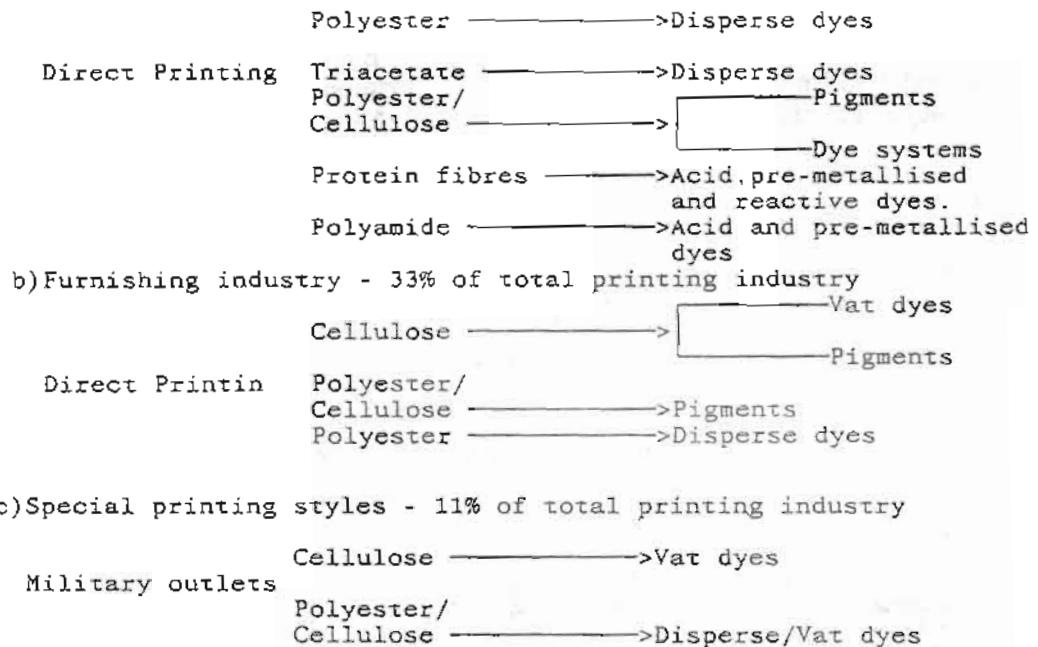 Polyester ———>Disperse dyes
Direct Printing Triacetate ———>Disperse dyes
Polyester/ Pigments
Cellulose ———>
Dye systems
Protein fibres ———>Acid,pre-metallised
and reactive dyes.
Polyamide ———>Acid and pre-metallised
dyes
b)Furnishing industry - 33% of total printing industry
Vat dyes
Cellulose ———>
Pigments
Direct Printin Polyester/
Cellulose ———>Pigments
Polyester ———>Disperse dyes
c)Special printing styles - 11% of total printing industry
Cellulose ———>Vat dyes
Military outlets
Polyester/
Cellulose ———>Disperse/Vat dyes